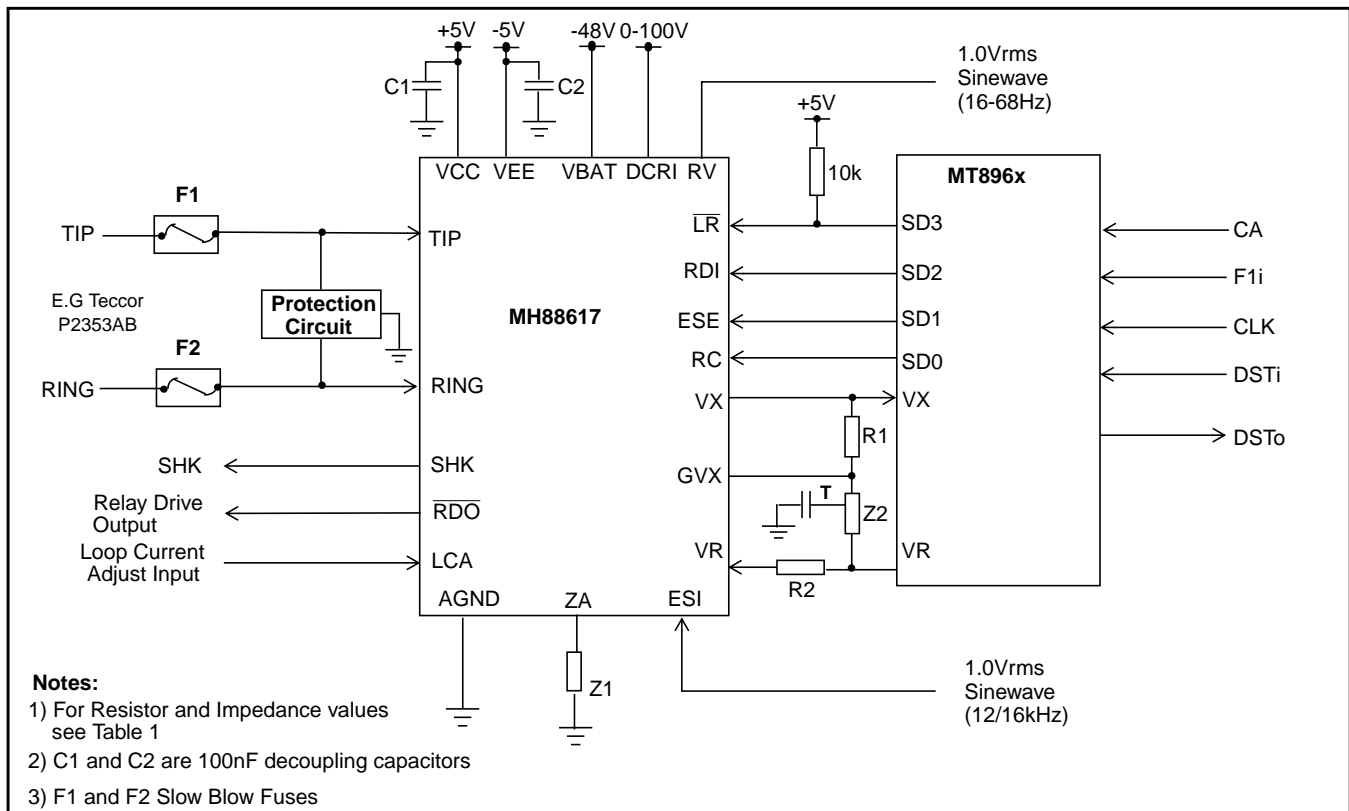 +5V
-5V
-48V
0-100V
C1
C2
1.0Vrms
Sinewave
(16-68Hz)
+5V
10k
VCC
VEE
VBAT
DCRI
RV
MT896x
F1
TIP
TIP
LR
SD3
CA
RDI
SD2
F1i
E.G Teccor
P2353AB
Protection
Circuit
MH88617
ESE
SD1
CLK
F2
RC
SD0
DSTi
RING
RING
VX
VX
R1
DSTo
SHK
SHK
GVX
T
Z2
Relay Drive
Output
RDO
Loop Current
Adjust Input
LCA
VR
VR
R2
AGND
ZA
ESI
Z1
1.0Vrms
Sinewave
(12/16kHz)
Notes:
1) For Resistor and Impedance values
see Table 1
2) C1 and C2 are 100nF decoupling capacitors
3) F1 and F2 Slow Blow Fuses